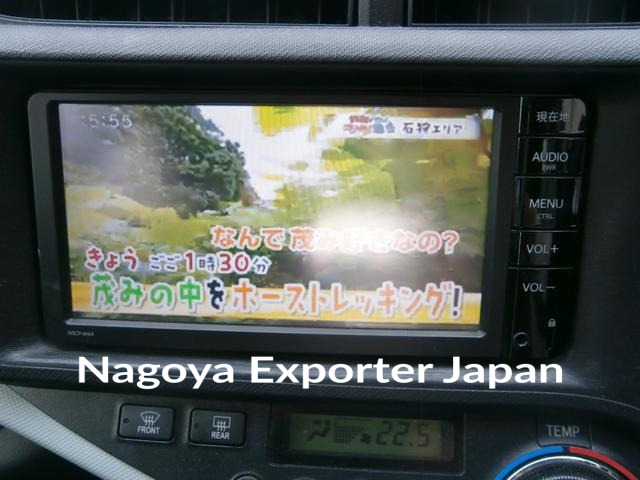 15:55
石狩エリア
現在地
AUDIO
PWR
MENU
CTRL
VOL+
VOL−
なんで茂み好きなの?
きょう ごご1時30分
茂みの中をホーストレッキング!
NSCP-W64
Nagoya Exporter Japan
FRONT
REAR
22.5
TEMP